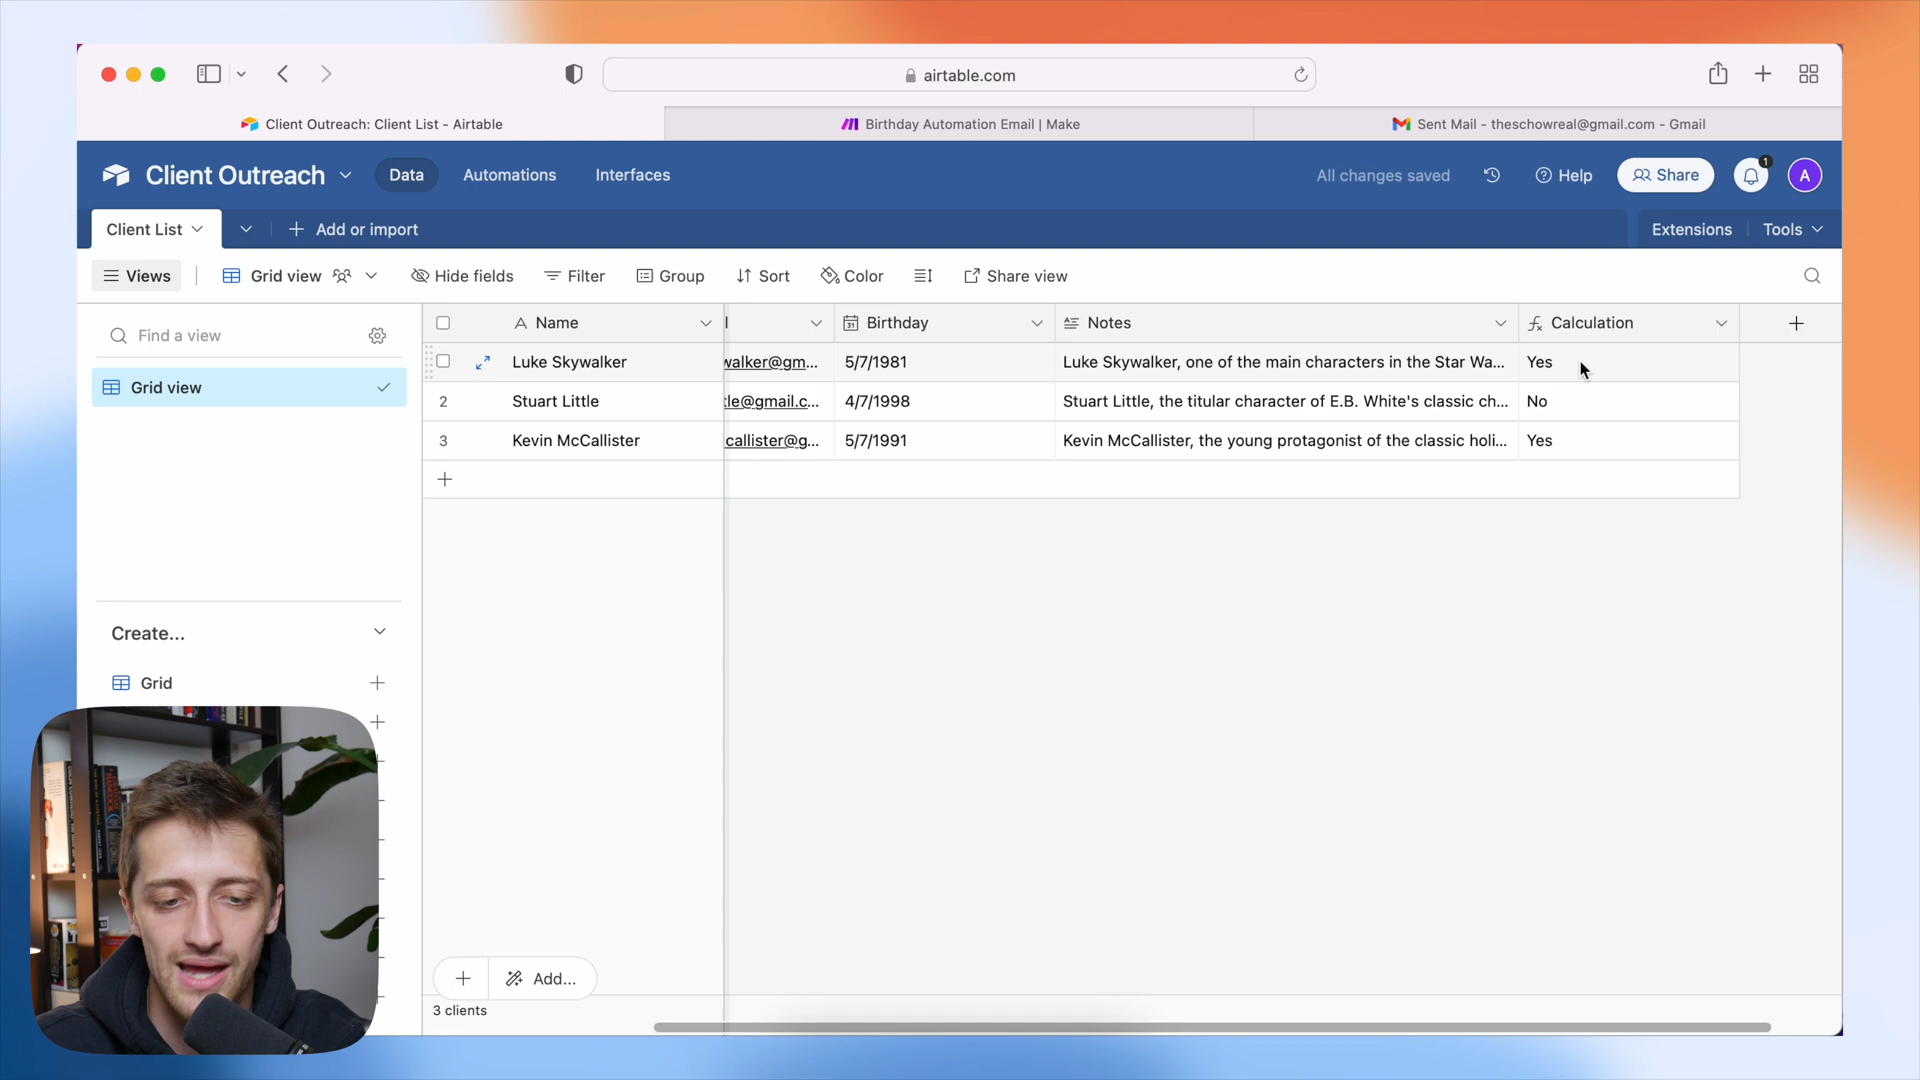 airtable.com
Client Outreach: Client List - Airtable
Birthday Automation Email | Make
Sent Mail - theschowreal@gmail.com - Gmail
Client Outreach
Data
Automations
Interfaces
All changes saved
Help
Share
1
A
Client List
Add or import
Extensions
Tools
Views
Grid view
Hide fields
Filter
Group
Sort
Color
Share view
Find a view
Grid view
Name
Birthday
Notes
Calculation
Luke Skywalker
walker@gm...
5/7/1981
Luke Skywalker, one of the main characters in the Star Wa...
Yes
2
Stuart Little
tle@gmail.c...
4/7/1998
Stuart Little, the titular character of E.B. White's classic ch...
No
3
Kevin McCallister
callister@g...
5/7/1991
Kevin McCallister, the young protagonist of the classic holi...
Yes
Create...
Grid
Add...
3 clients